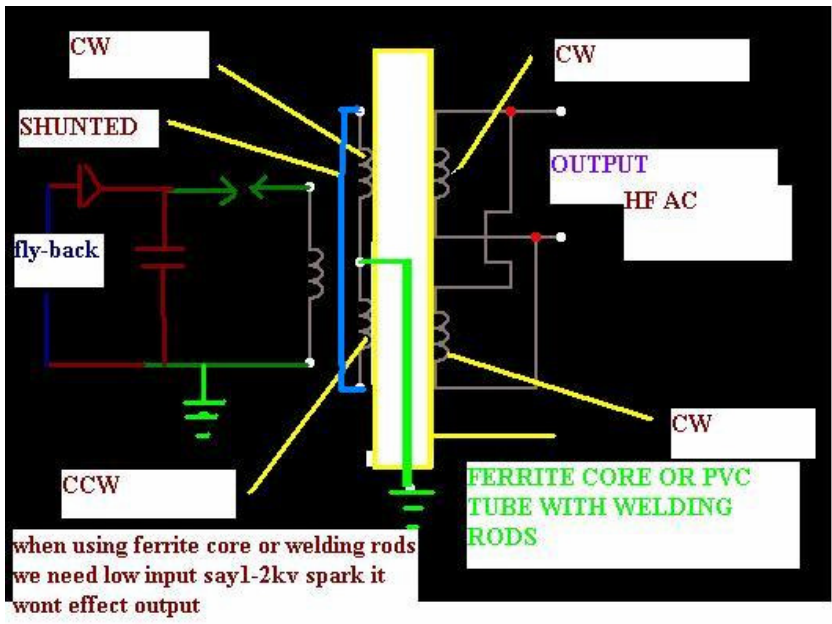 CW
CW
SHUNTED
OUTPUT
HF AC
fly-back
CW
CCW
FERRITE CORE OR PVC
TUBE WITH WELDING
RODS
when using ferrite core or welding rods
we need low input say1-2kv spark it
wont effect output